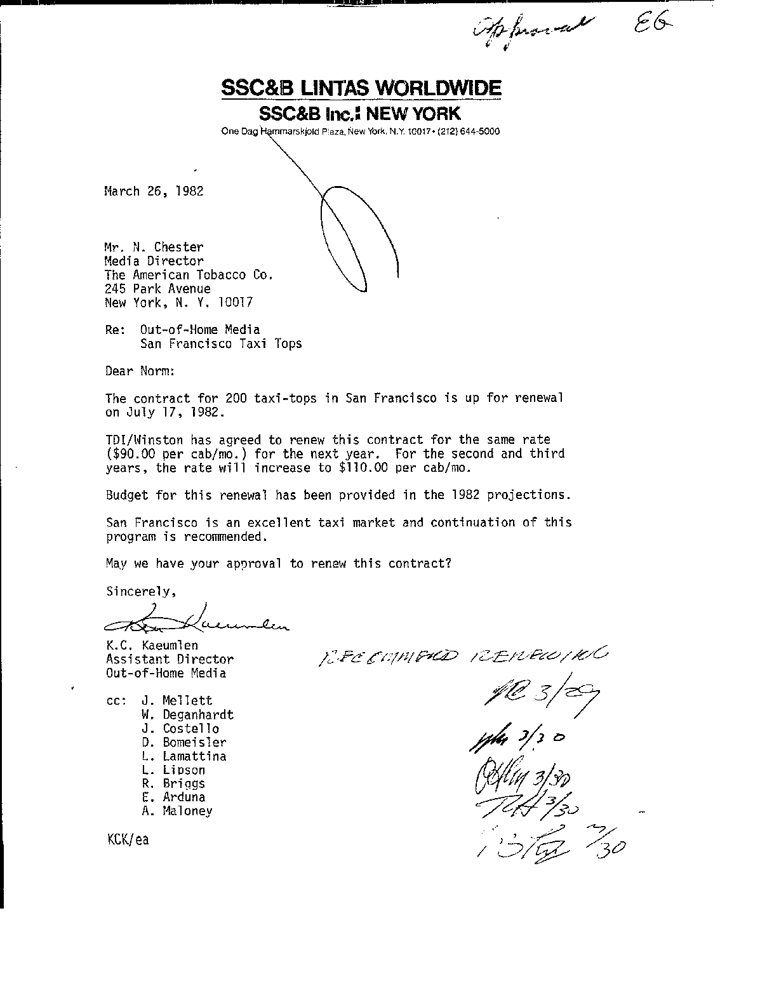 Approval EG
SSC&B LINTAS WORLDWIDE
SSC&B Inc.: NEW YORK
One Dag Hammarskjold Plaza, New York, N.Y. 10017 • (212) 644-5000
March 26, 1982
Mr. N. Chester
Media Director
The American Tobacco Co.
245 Park Avenue
New York, N. Y. 10017
Re: Out-of-Home Media
San Francisco Taxi Tops
Dear Norm:
The contract for 200 taxi-tops in San Francisco is up for renewal
on July 17, 1982.
TDI/Winston has agreed to renew this contract for the same rate
($90.00 per cab/mo.) for the next year. For the second and third
years, the rate will increase to $110.00 per cab/mo.
Budget for this renewal has been provided in the 1982 projections.
San Francisco is an excellent taxi market and continuation of this
program is recommended.
May we have your approval to renew this contract?
Sincerely,
Ken Kaeumlen
K.C. Kaeumlen
Assistant Director
Out-of-Home Media
RECOMMEND RENEWING
3/29
cc: J. Mellett
W. Deganhardt
J. Costello
D. Bomeisler
L. Lamattina
L. Lipson
R. Briggs
E. Arduna
A. Maloney
3/30
3/30
3/30
3/30
KCK/ea